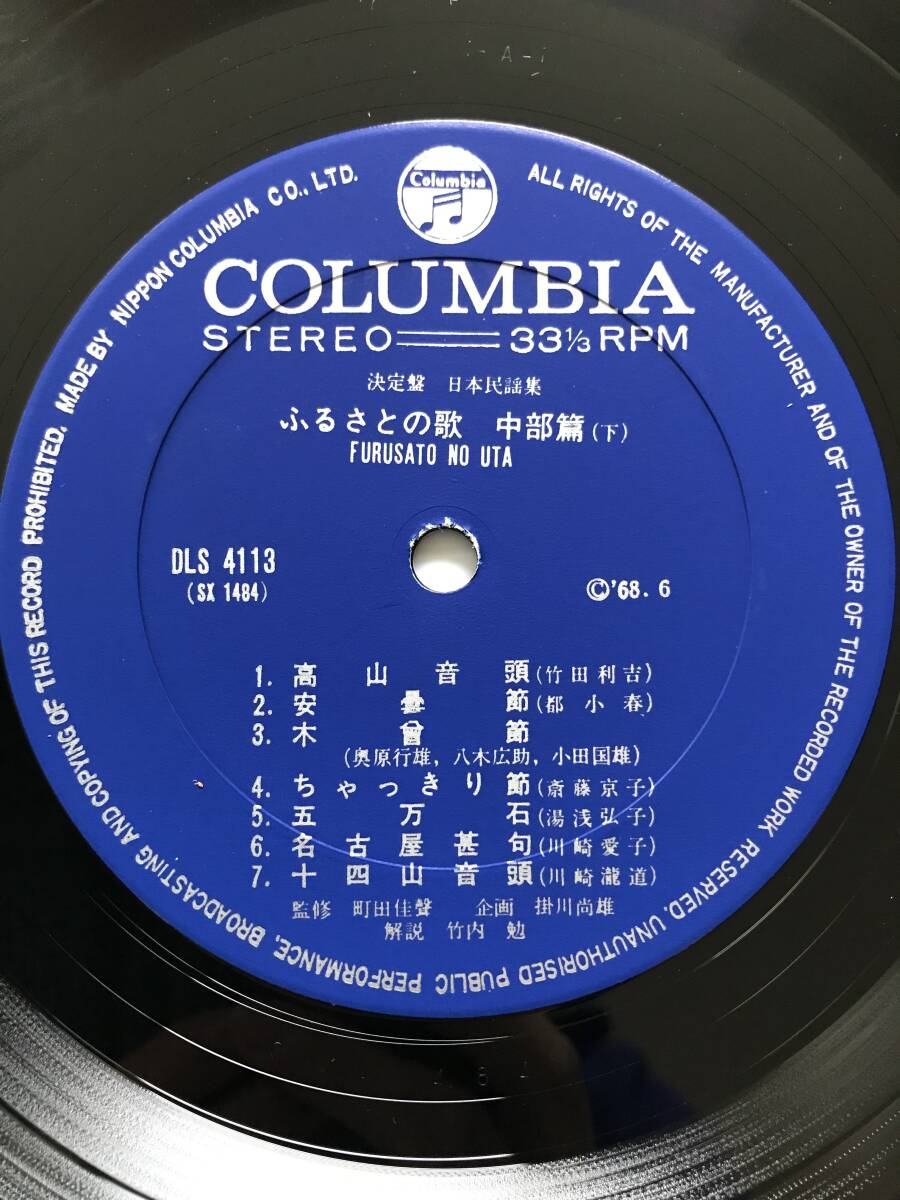 A-1
MADE BY NIPPON COLUMBIA CO., LTD.
ALL RIGHTS OF THE MANUFACTURER AND OF THE OWNER OF THE RECORDED WORK RESERVED. UNAUTHORISED PUBLIC PERFORMANCE, BROADCASTING AND COPYING OF THIS RECORD PROHIBITED.
Columbia
COLUMBIA
STEREO 33 1/3 RPM
決定盤 日本民謡集
ふるさとの歌 中部篇(下)
FURUSATO NO UTA
DLS 4113
(SX 1484)
©'68. 6
1. 高山音頭(竹田利吉)
2. 安曇節(都小春)
3. 木曾節
(奥原行雄, 八木広助, 小田国雄)
4. ちゃっきり節(斎藤京子)
5. 五万石(湯浅弘子)
6. 名古屋甚句(川崎愛子)
7. 十四山音頭(川崎瀧道)
監修 町田佳聲 企画 掛川尚雄
解説 竹内 勉